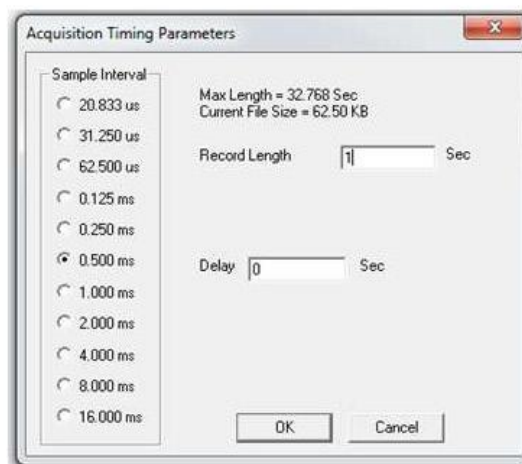 Acquisition Timing Parameters
Sample Interval
20.833 us
31.250 us
62.500 us
0.125 ms
0.250 ms
0.500 ms
1.000 ms
2.000 ms
4.000 ms
8.000 ms
16.000 ms
Max Length = 32.768 Sec
Current File Size = 62.50 KB
Record Length 1 Sec
Delay 0 Sec
OK Cancel